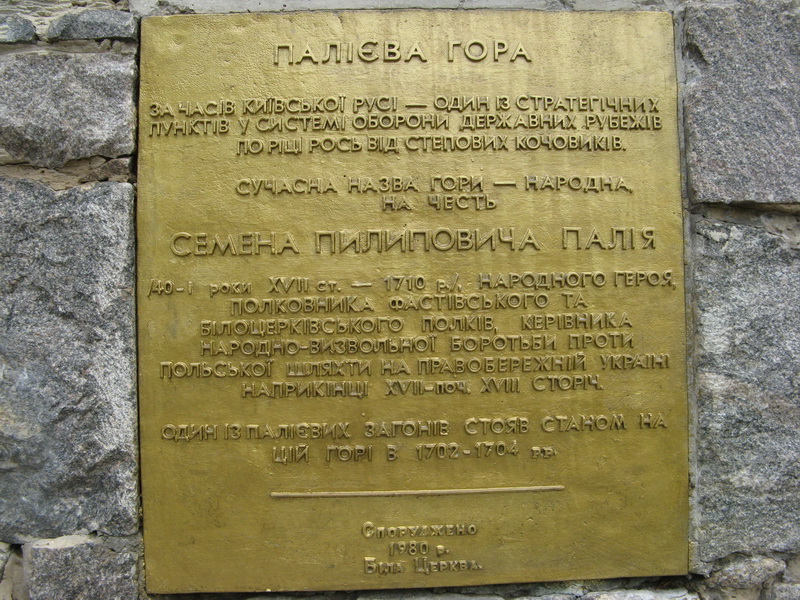 ПАЛІЄВА ГОРА
ЗА ЧАСІВ КИЇВСЬКОЇ РУСІ — ОДИН ІЗ СТРАТЕГІЧНИХ
ПУНКТІВ У СИСТЕМІ ОБОРОНИ ДЕРЖАВНИХ РУБЕЖІВ
ПО РІЦІ РОСЬ ВІД СТЕПОВИХ КОЧОВИКІВ.
СУЧАСНА НАЗВА ГОРИ — НАРОДНА,
НА ЧЕСТЬ
СЕМЕНА ПИЛИПОВИЧА ПАЛІЯ
/40-і роки XVII ст. — 1710 р./, НАРОДНОГО ГЕРОЯ,
ПОЛКОВНИКА ФАСТІВСЬКОГО ТА
БІЛОЦЕРКІВСЬКОГО ПОЛКІВ, КЕРІВНИКА
НАРОДНО-ВИЗВОЛЬНОЇ БОРОТЬБИ ПРОТИ
ПОЛЬСЬКОЇ ШЛЯХТИ НА ПРАВОБЕРЕЖНІЙ УКРАЇНІ
НАПРИКІНЦІ XVII-поч. XVIII СТОРІЧ.
ОДИН ІЗ ПАЛІЄВИХ ЗАГОНІВ СТОЯВ СТАНОМ НА
ЦІЙ ГОРІ В 1702-1704 рр.
Споруджено
1980 р.
Біла Церква.